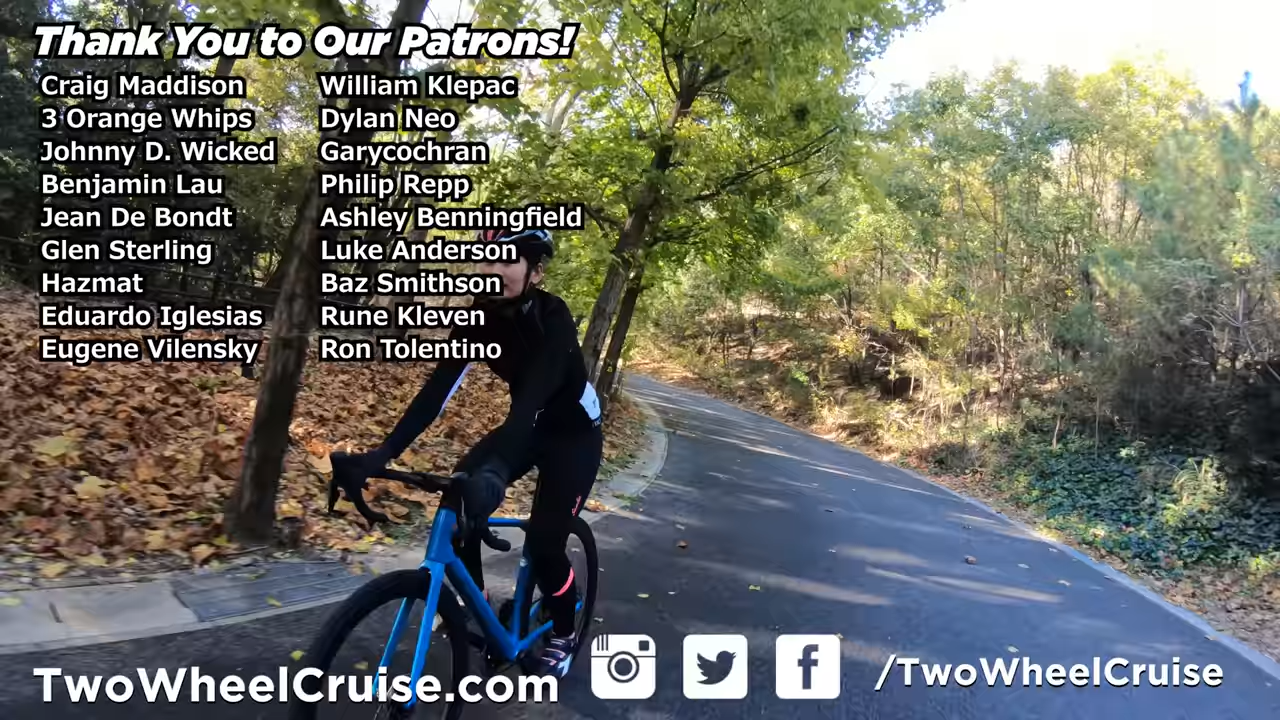 Thank You to Our Patrons!
Craig Maddison
3 Orange Whips
Johnny D. Wicked
Benjamin Lau
Jean De Bondt
Glen Sterling
Hazmat
Eduardo Iglesias
Eugene Vilensky
William Klepac
Dylan Neo
Garycochran
Philip Repp
Ashley Benningfield
Luke Anderson
Baz Smithson
Rune Kleven
Ron Tolentino
TwoWheelCruise.com
/TwoWheelCruise